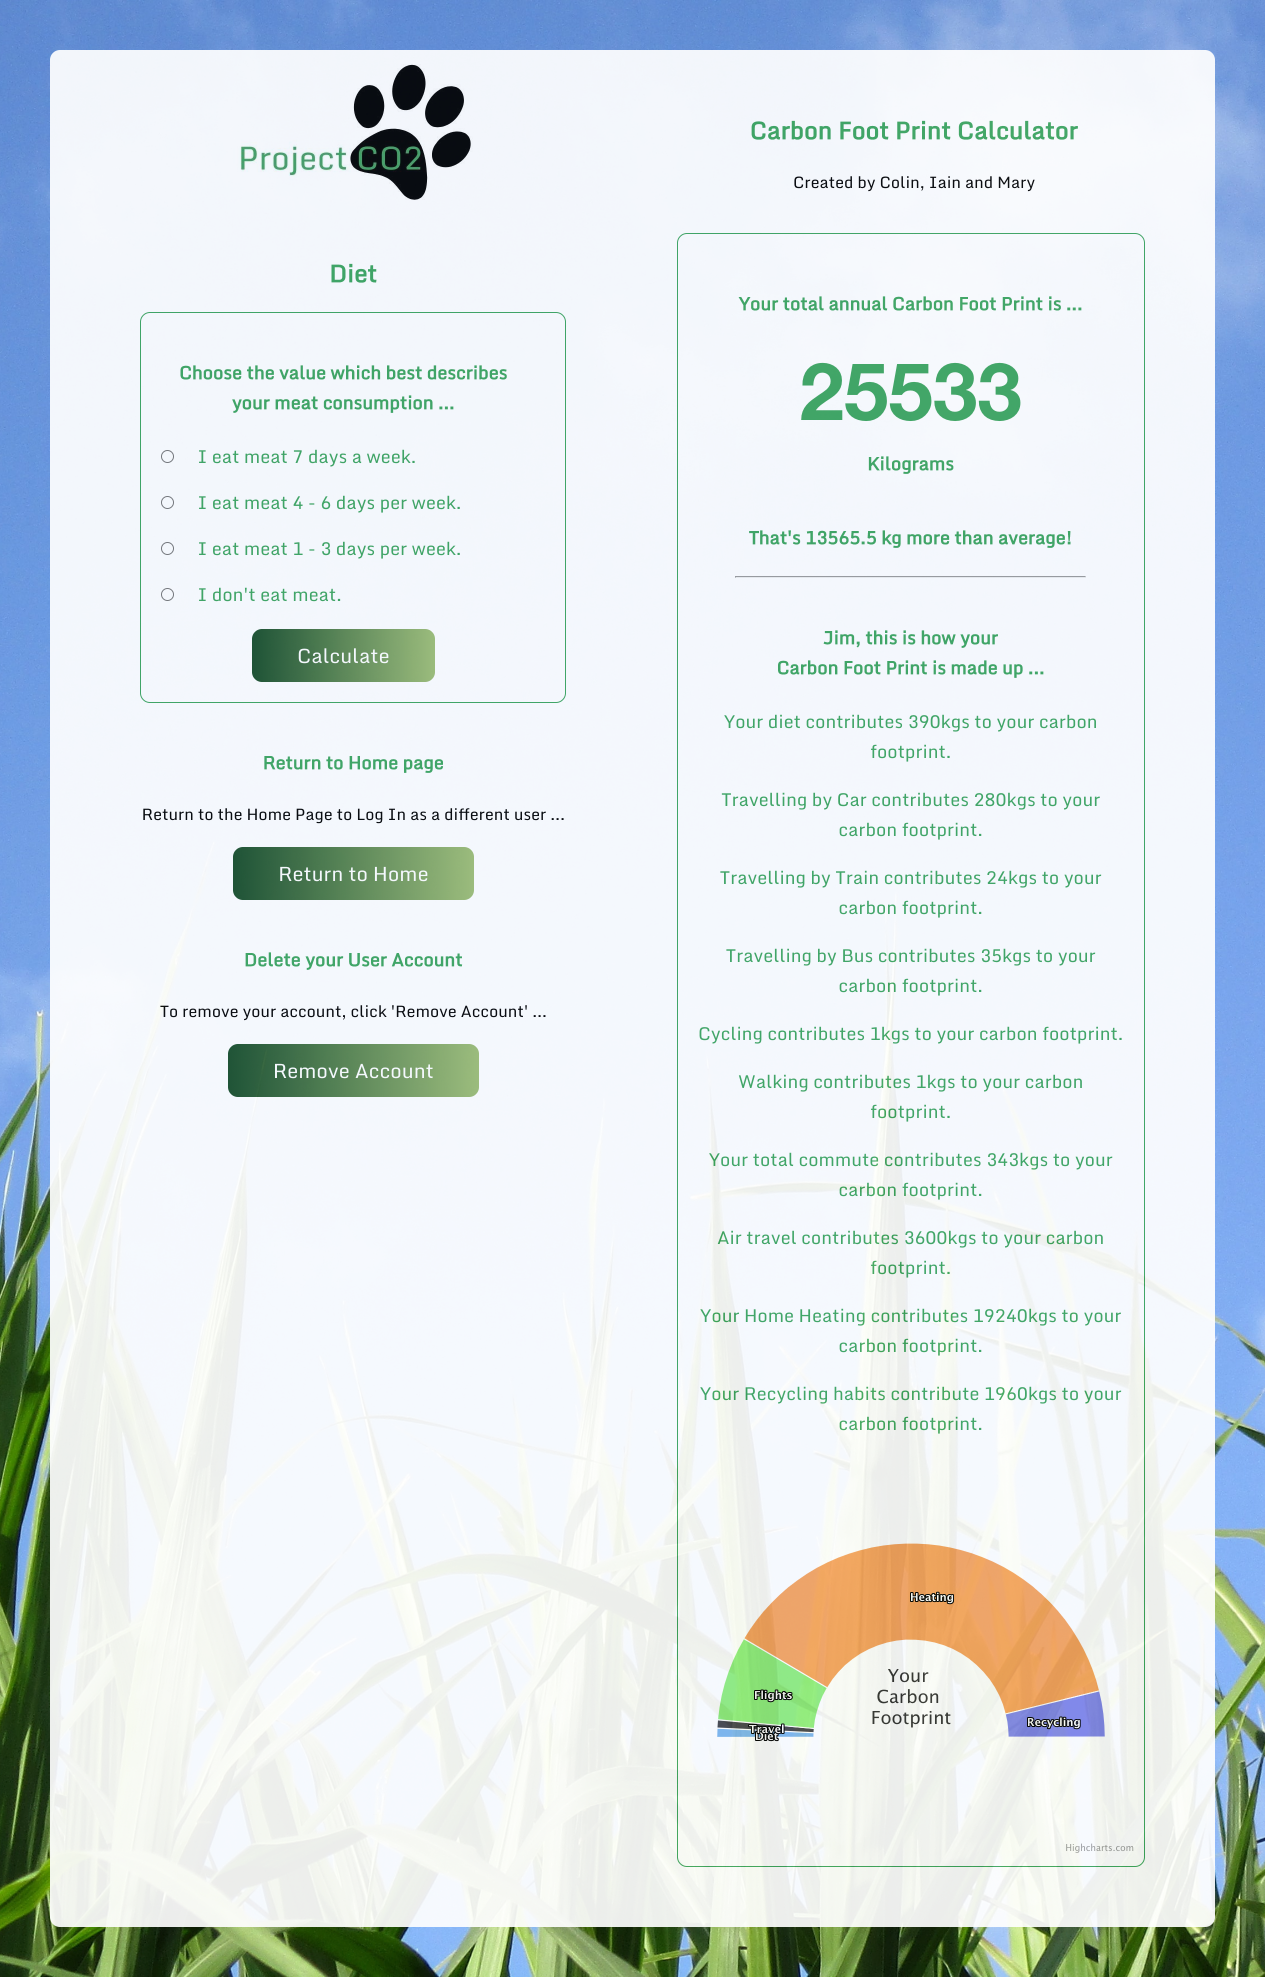 Project CO2
Diet
Choose the value which best describes
your meat consumption ...
I eat meat 7 days a week.
I eat meat 4 - 6 days per week.
I eat meat 1 - 3 days per week.
I don't eat meat.
Calculate
Return to Home page
Return to the Home Page to Log In as a different user ...
Return to Home
Delete your User Account
To remove your account, click 'Remove Account' ...
Remove Account
Carbon Foot Print Calculator
Created by Colin, Iain and Mary
Your total annual Carbon Foot Print is ...
25533
Kilograms
That's 13565.5 kg more than average!
Jim, this is how your
Carbon Foot Print is made up ...
Your diet contributes 390kgs to your carbon
footprint.
Travelling by Car contributes 280kgs to your
carbon footprint.
Travelling by Train contributes 24kgs to your
carbon footprint.
Travelling by Bus contributes 35kgs to your
carbon footprint.
Cycling contributes 1kgs to your carbon footprint.
Walking contributes 1kgs to your carbon
footprint.
Your total commute contributes 343kgs to your
carbon footprint.
Air travel contributes 3600kgs to your carbon
footprint.
Your Home Heating contributes 19240kgs to your
carbon footprint.
Your Recycling habits contribute 1960kgs to your
carbon footprint.
Heating
Flights
Travel
Diet
Your
Carbon
Footprint
Recycling
Highcharts.com